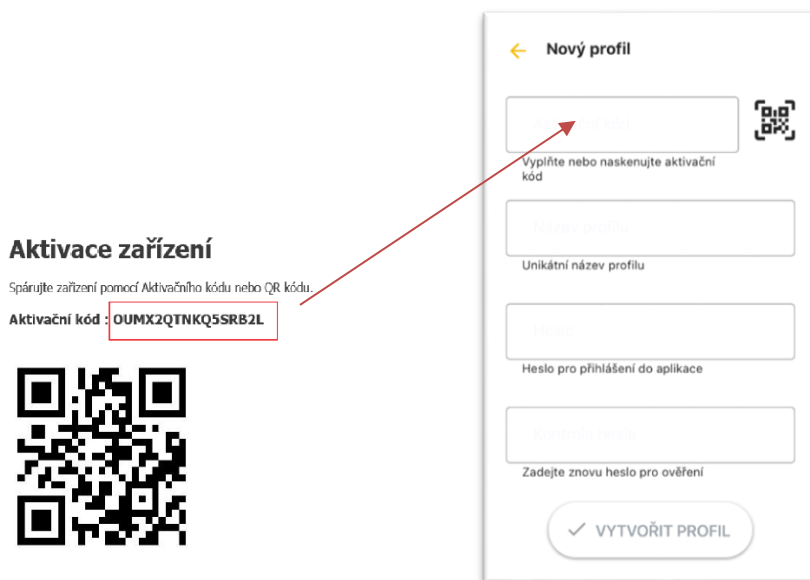 Aktivace zařízení
Spárujte zařízení pomocí Aktivačního kódu nebo QR kódu.
Aktivační kód : OUMX2QTNKQ5SRB2L
Nový profil
Vyplňte nebo naskenujte aktivační
kód
Unikátní název profilu
Heslo pro přihlášení do aplikace
Zadejte znovu heslo pro ověření
VYTVOŘIT PROFIL